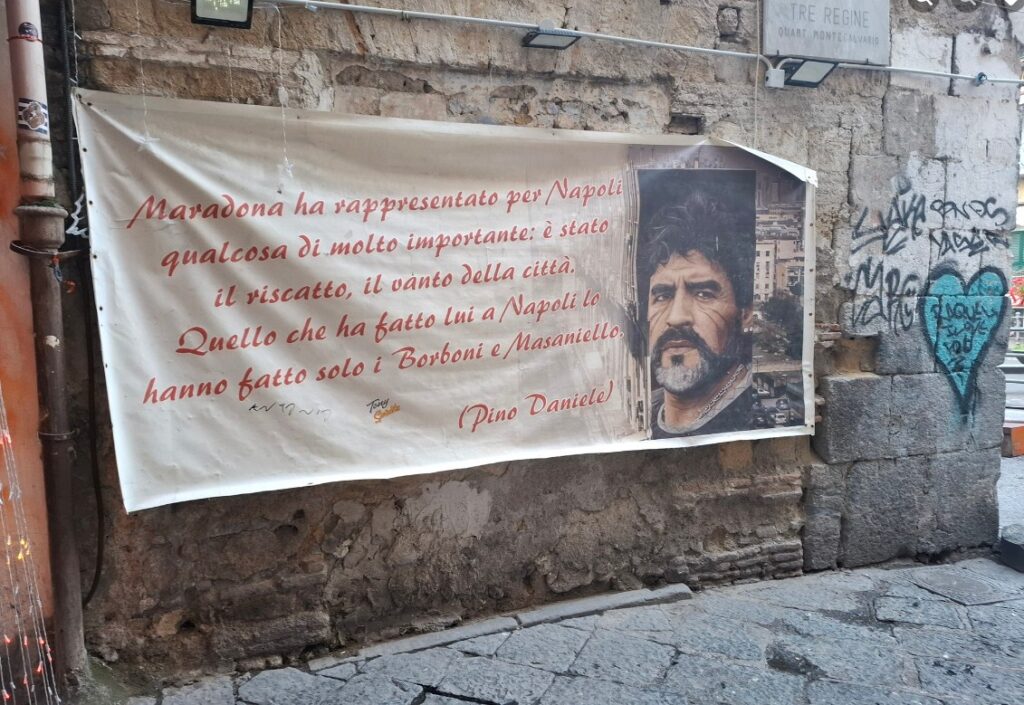 TRE REGINE
QUART MONTECALVARIO
Maradona ha rappresentato per Napoli
qualcosa di molto importante: è stato
il riscatto, il vanto della città.
Quello che ha fatto lui a Napoli lo
hanno fatto solo i Borboni e Masaniello.
(Pino Daniele)
Tony